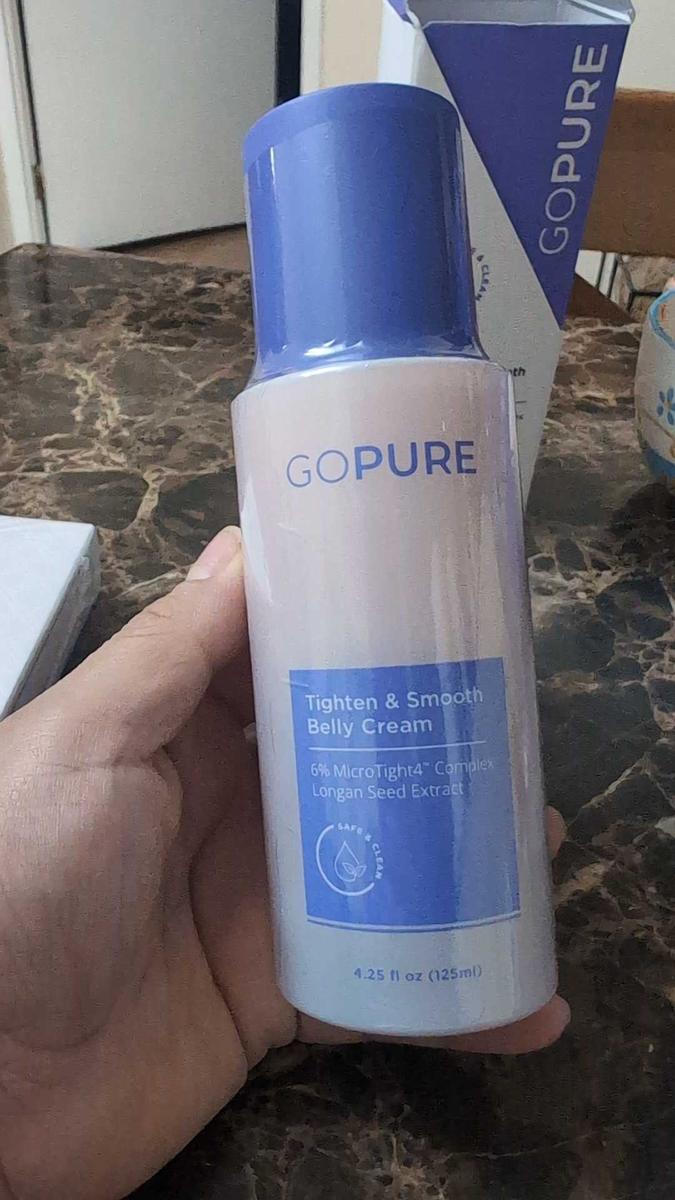 GOPURE
& CLEAN
GOPURE
Tighten & Smooth
Belly Cream
6% MicroTight4™ Complex
Longan Seed Extract
SAFE & CLEAN
4.25 fl oz (125ml)